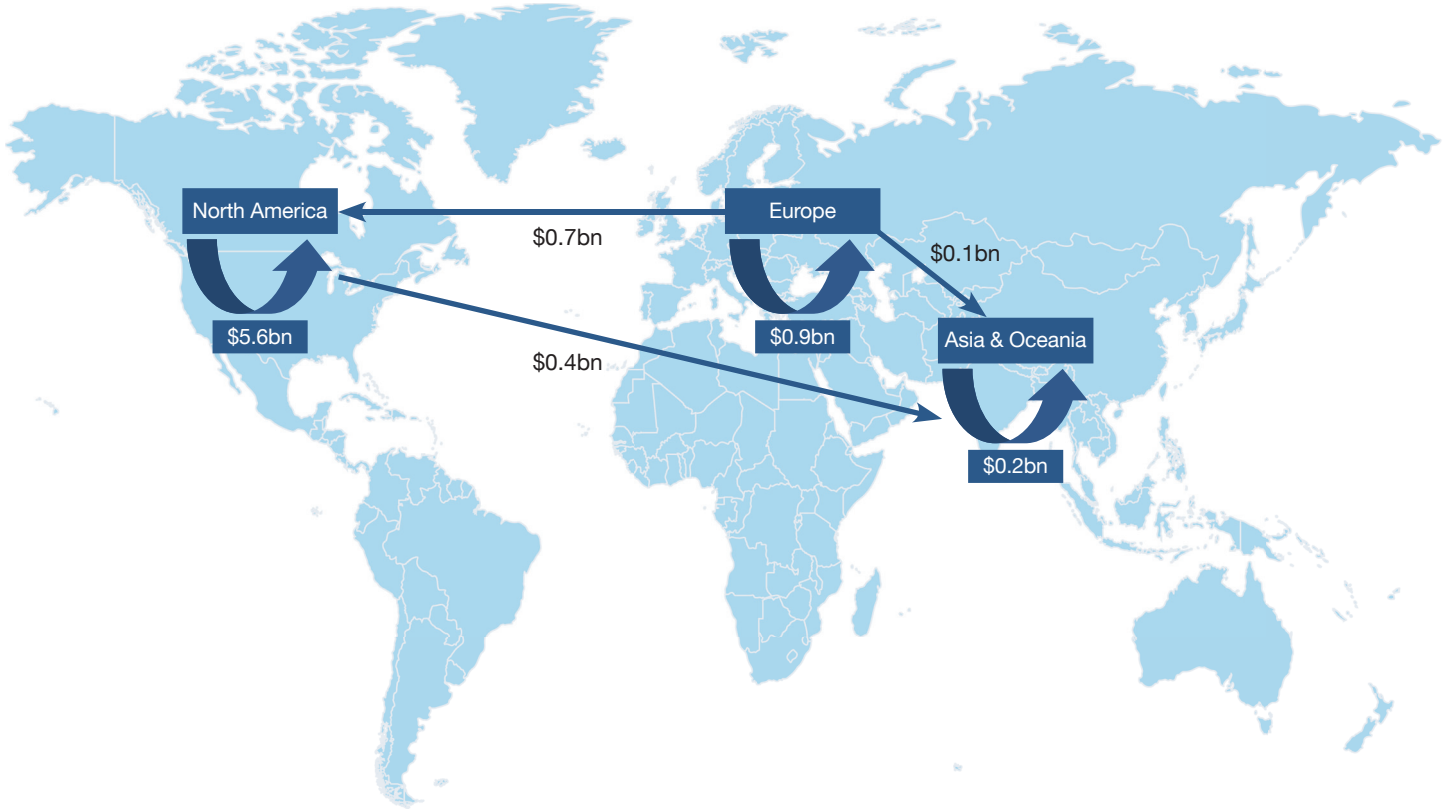 North America
Europe
$0.7bn
$0.1bn
$5.6bn
$0.9bn
Asia & Oceania
$0.4bn
$0.2bn